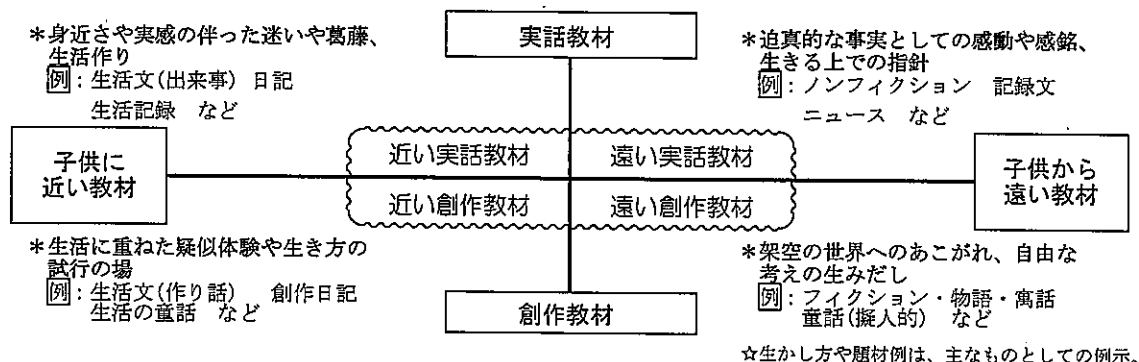 実話教材
*身近さや実感の伴った迷いや葛藤、
生活作り
例：生活文(出来事) 日記
生活記録 など
*迫真的な事実としての感動や感銘、
生きる上での指針
例：ノンフィクション 記録文
ニュース など
子供に
近い教材
近い実話教材
遠い実話教材
近い創作教材
遠い創作教材
子供から
遠い教材
*生活に重ねた疑似体験や生き方の
試行の場
例：生活文(作り話) 創作日記
生活の童話 など
*架空の世界へのあこがれ、自由な
考えの生みだし
例：フィクション・物語・寓話
童話(擬人的) など
創作教材
☆生かし方や題材例は、主なものとしての例示。